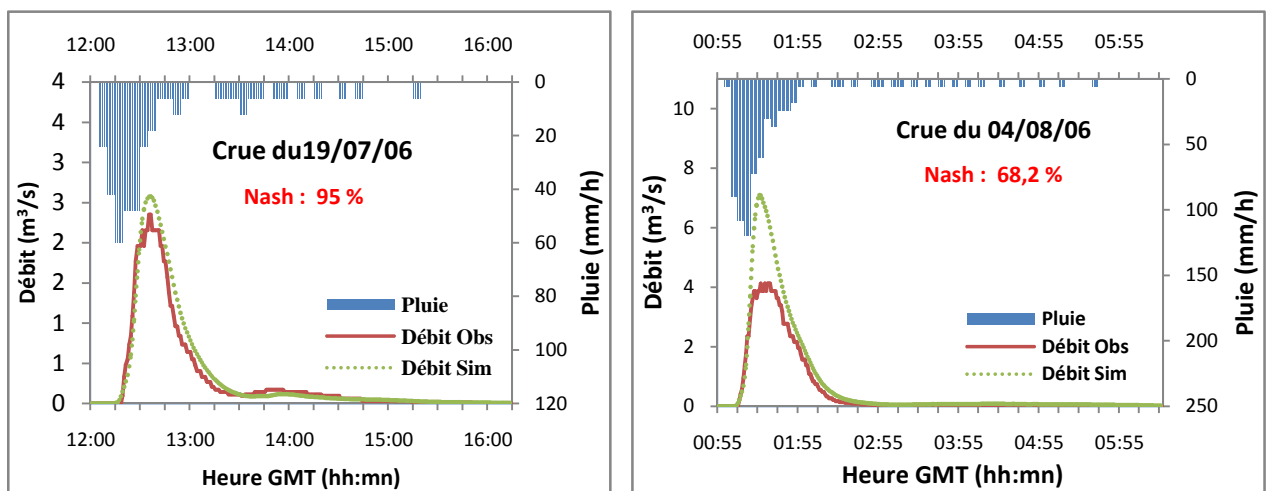 12:00 13:00 14:00 15:00 16:00
4
4
3
3
2
2
1
1
0
Débit (m³/s)
0
20
40
60
80
100
120
Pluie (mm/h)
Crue du19/07/06
Nash : 95 %
Pluie
Débit Obs
Débit Sim
12:00 13:00 14:00 15:00 16:00
Heure GMT (hh:mn)
00:55 01:55 02:55 03:55 04:55 05:55
10
8
6
4
2
0
Débit (m³/s)
0
50
100
150
200
250
Pluie (mm/h)
Crue du 04/08/06
Nash : 68,2 %
Pluie
Débit Obs
Débit Sim
00:55 01:55 02:55 03:55 04:55 05:55
Heure GMT (hh:mn)